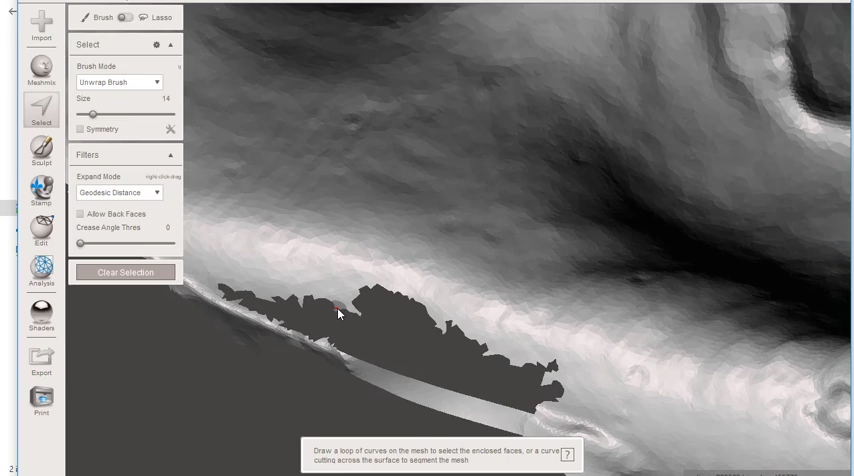 Import
Meshmix
Select
Sculpt
Stamp
Edit
Analysis
Shaders
Export
Print
Brush Lasso
Select
Brush Mode
Unwrap Brush
Size 14
Symmetry
Filters
Expand Mode right-click-drag
Geodesic Distance
Allow Back Faces
Crease Angle Thres 0
Clear Selection
Draw a loop of curves on the mesh to select the enclosed faces, or a curve
cutting across the surface to segment the mesh
?